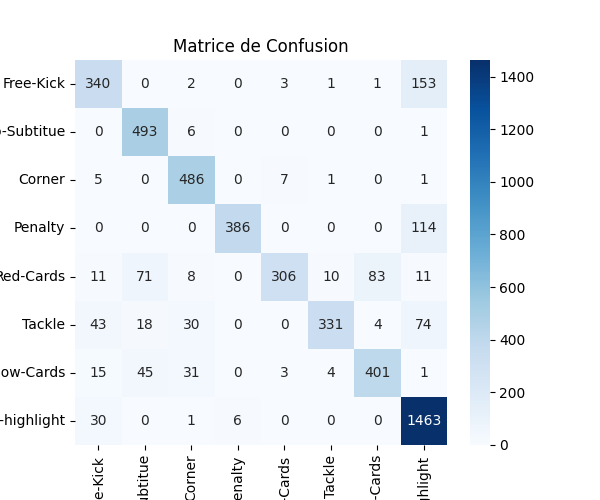 Matrice de Confusion
Free-Kick 340 0 2 0 3 1 1 153
o-Subtitue 0 493 6 0 0 0 0 1
Corner 5 0 486 0 7 1 0 1
Penalty 0 0 0 386 0 0 0 114
Red-Cards 11 71 8 0 306 10 83 11
Tackle 43 18 30 0 0 331 4 74
ow-Cards 15 45 31 0 3 4 401 1
-highlight 30 0 1 6 0 0 0 1463
e-Kick
ubtitue
Corner
enalty
-Cards
Tackle
-Cards
hlight
1400
1200
1000
800
600
400
200
0